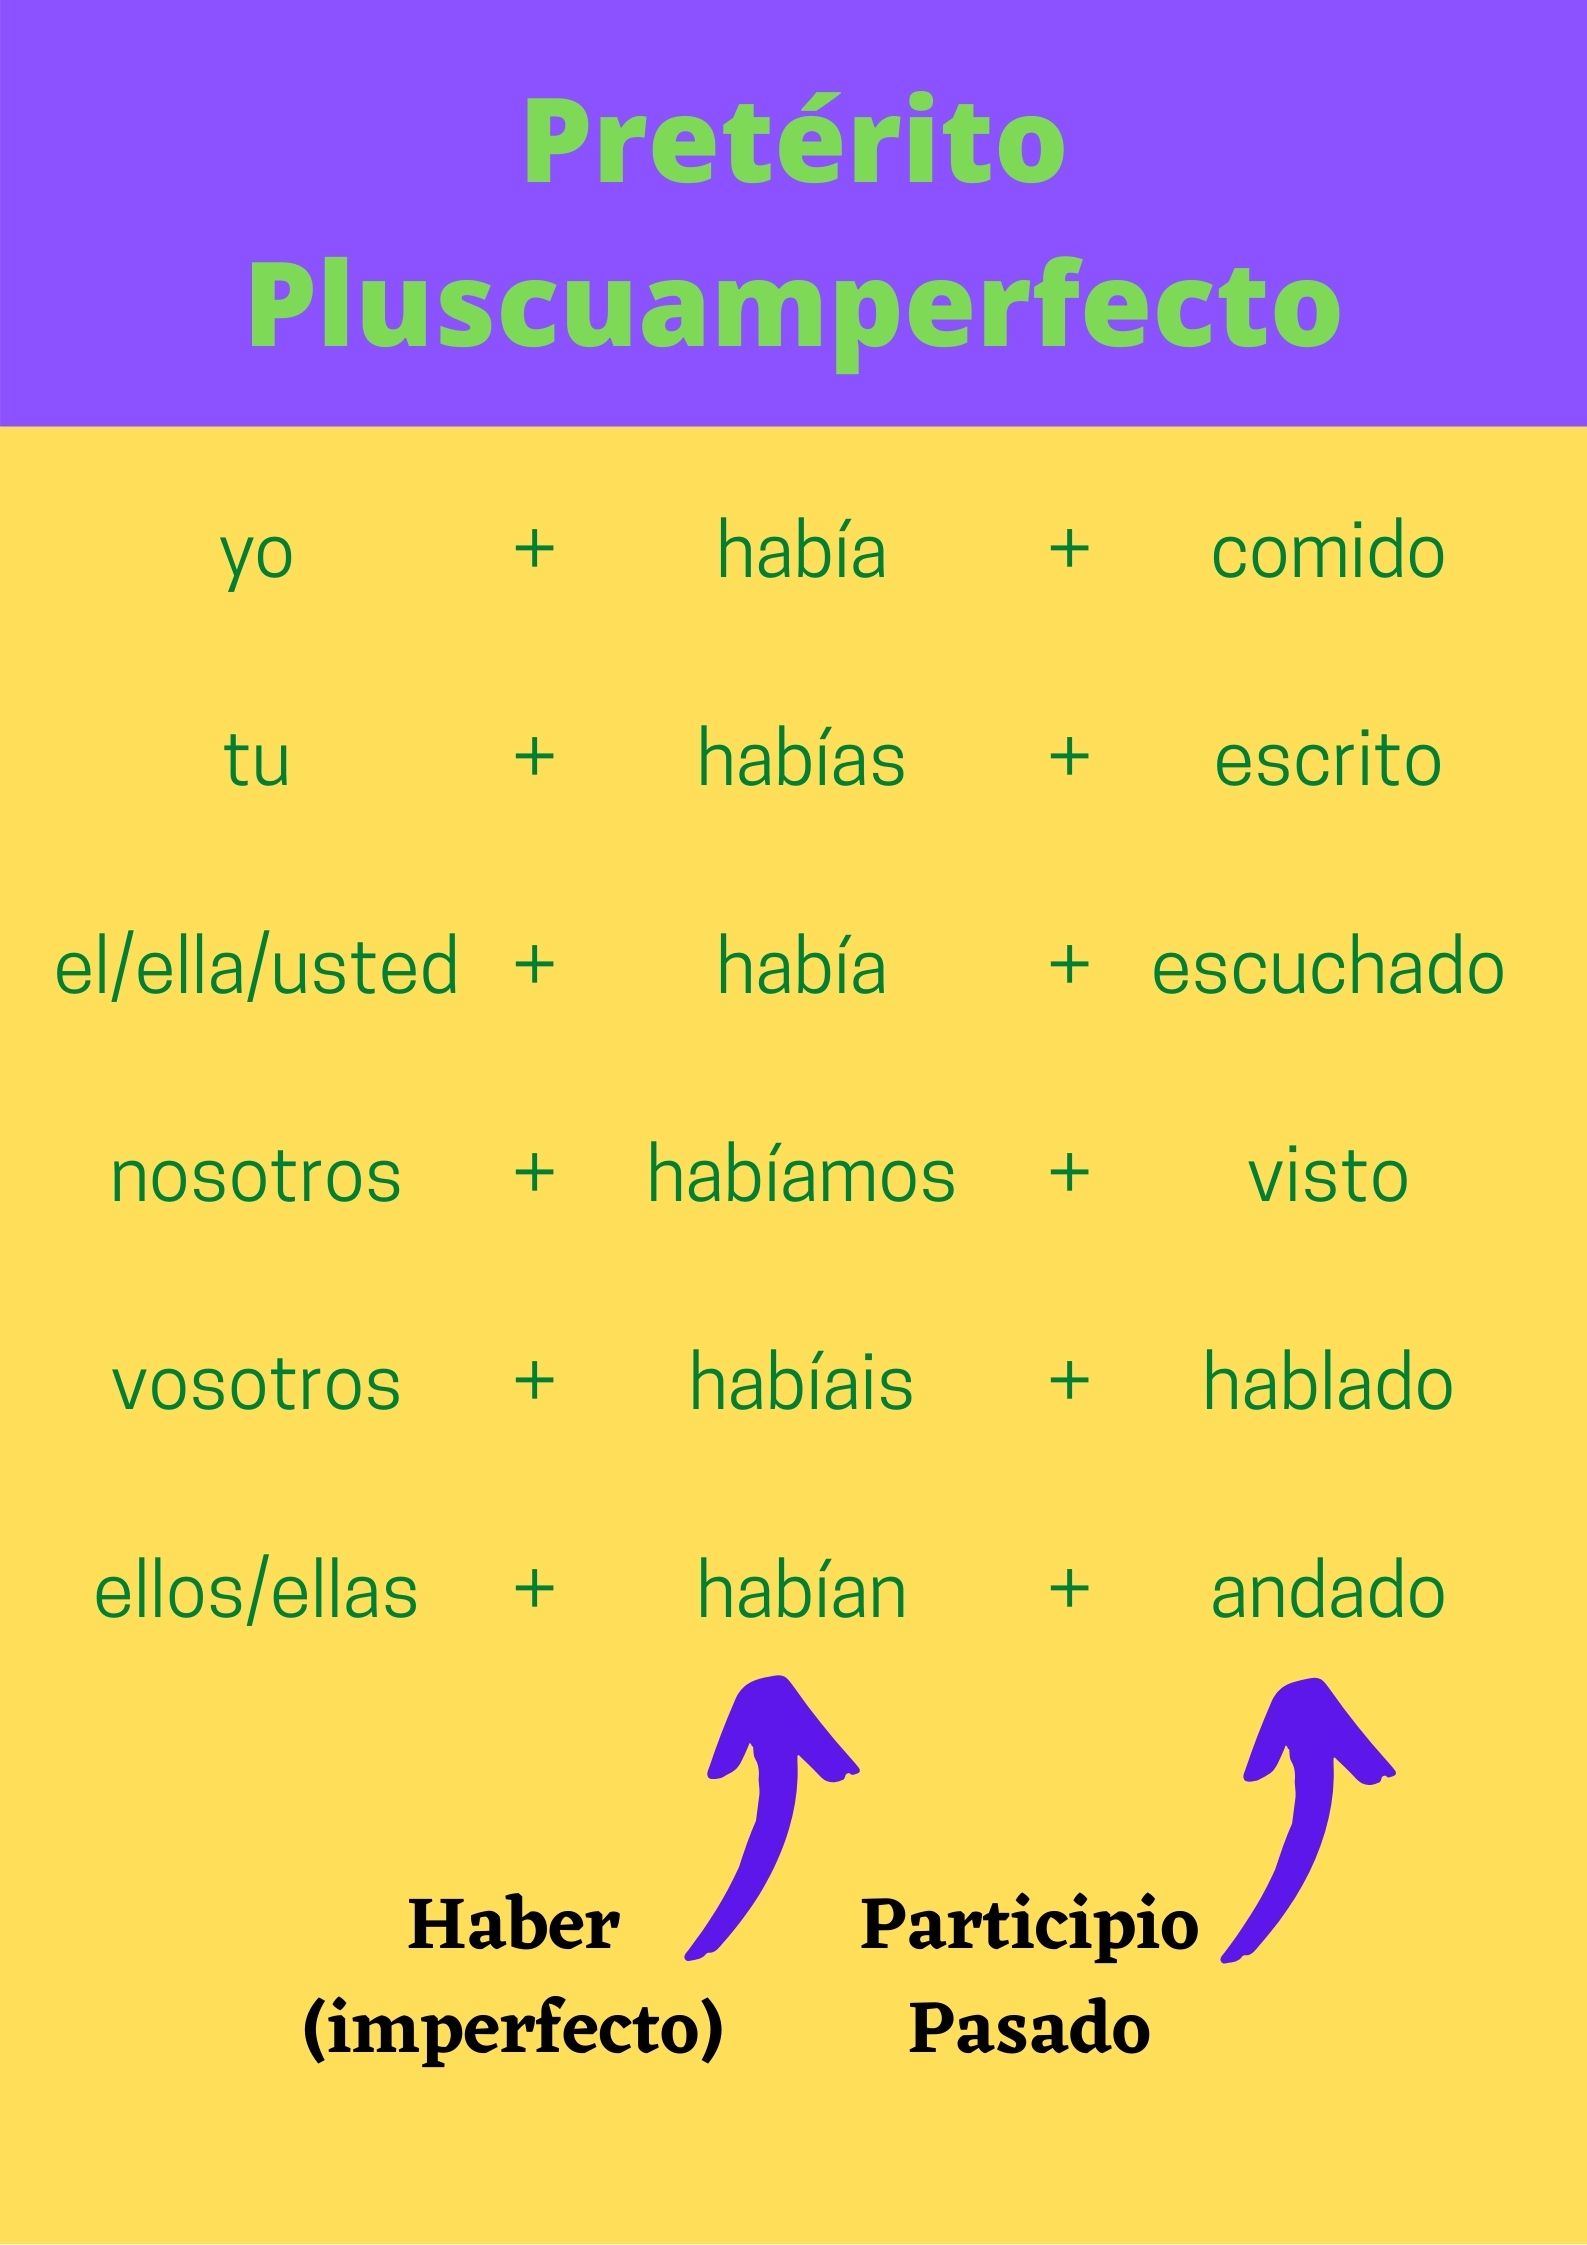 Pretérito
Pluscuamperfecto
yo + había + comido
tu + habías + escrito
el/ella/usted + había + escuchado
nosotros + habíamos + visto
vosotros + habíais + hablado
ellos/ellas + habían + andado
Haber Participio
(imperfecto) Pasado